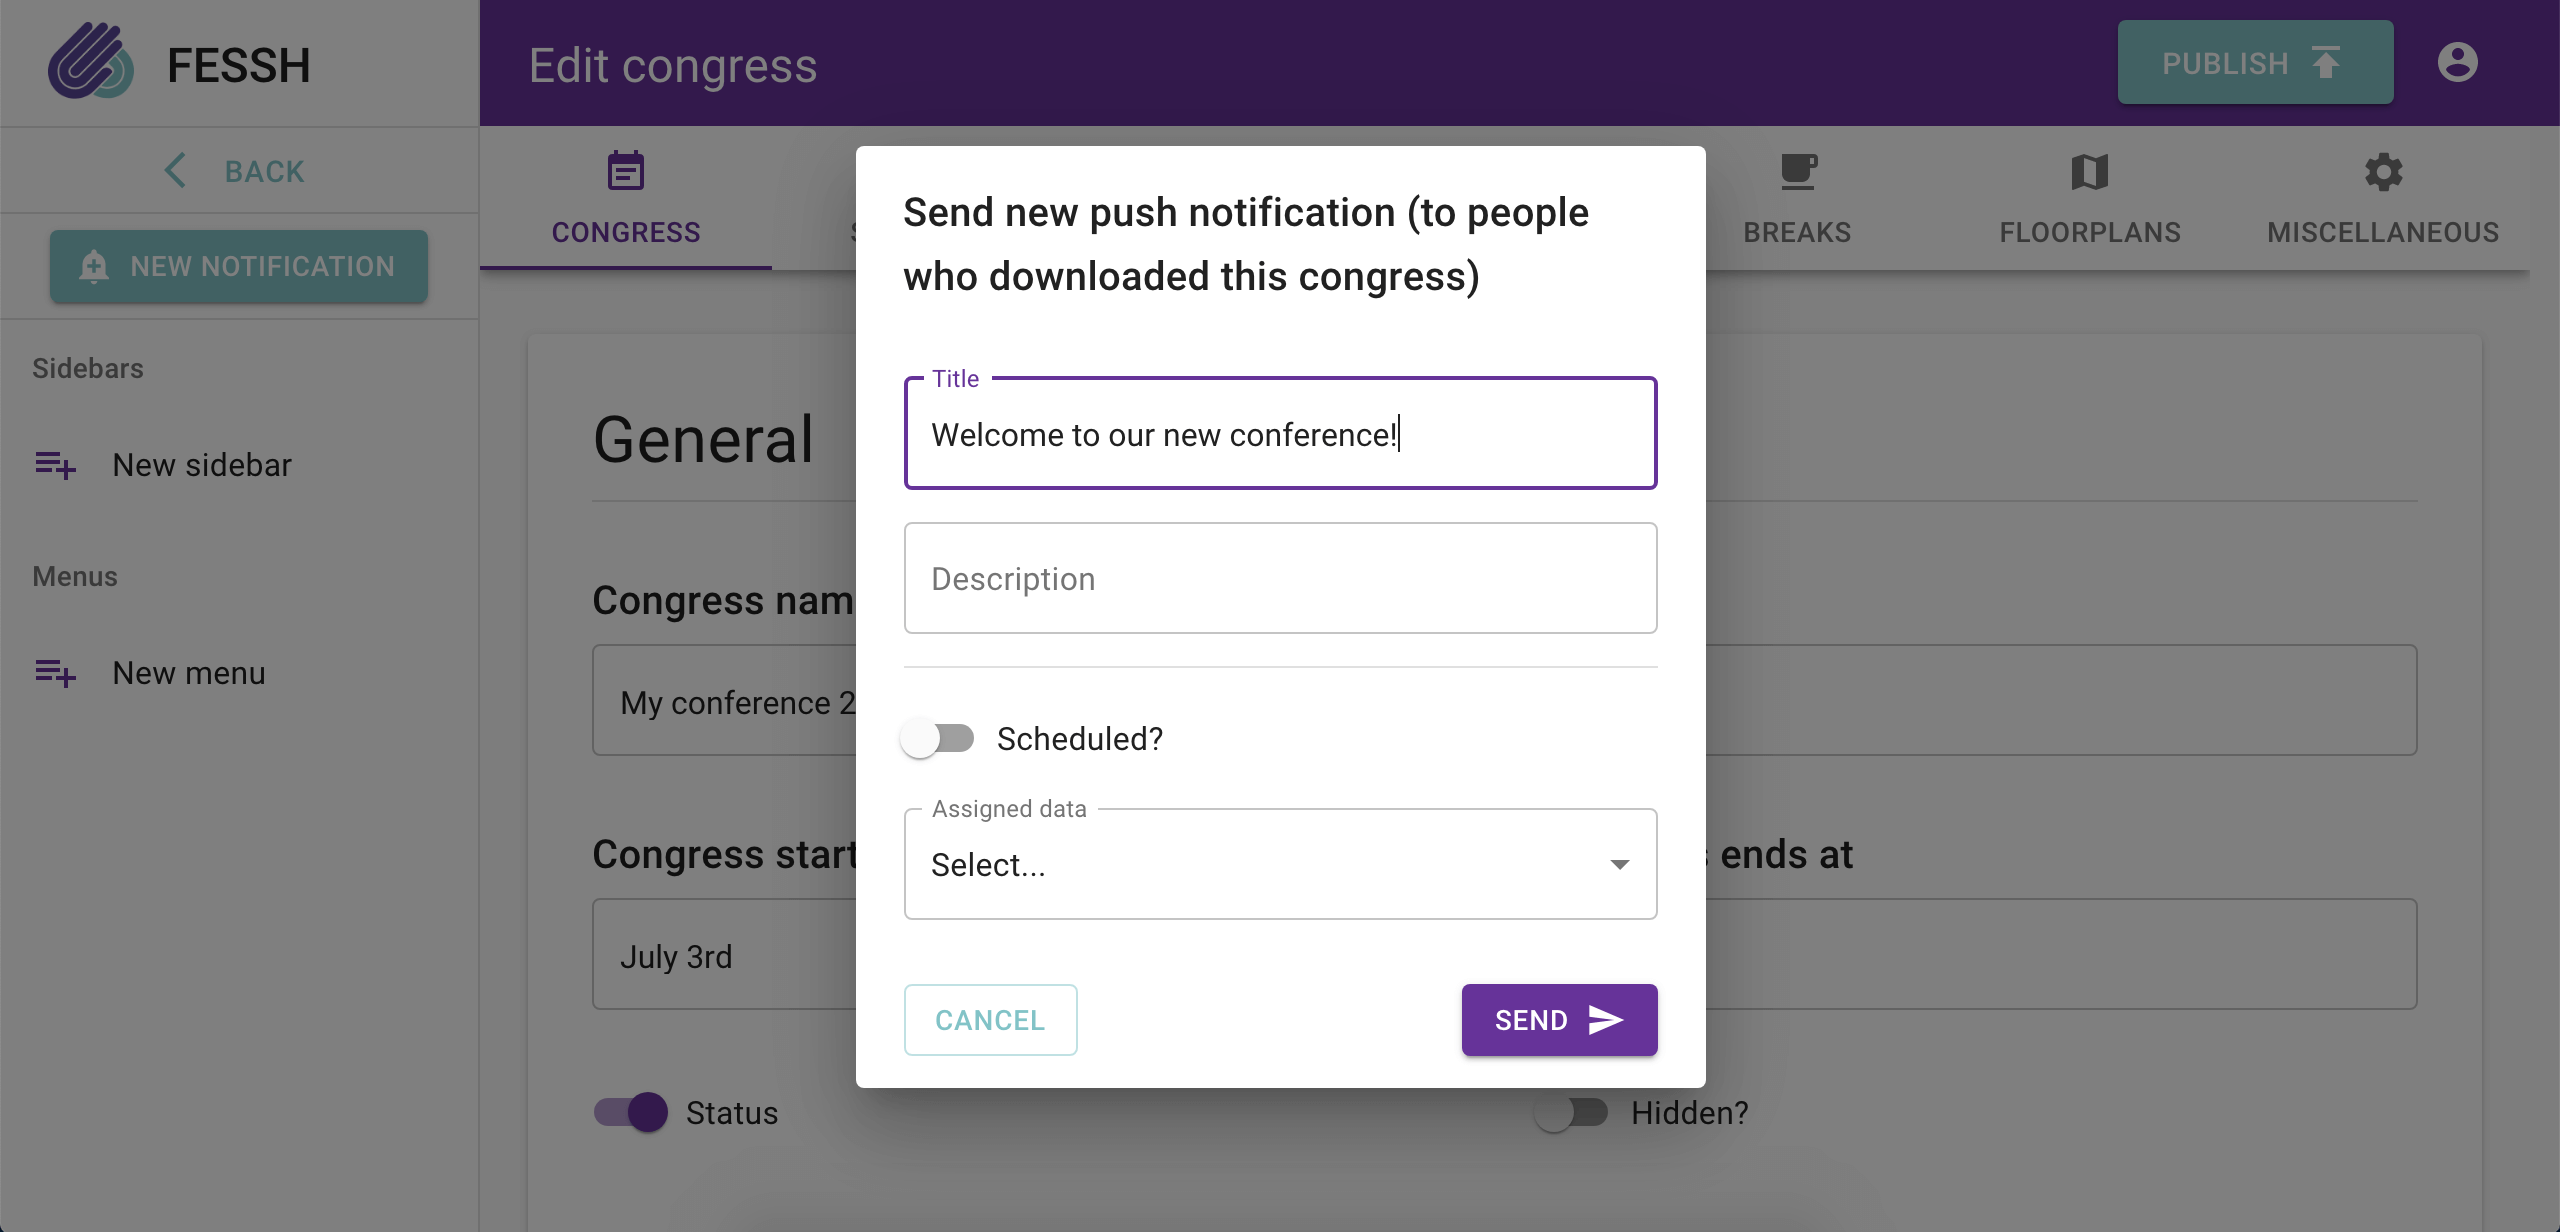 FESSH
Edit congress
PUBLISH
BACK
NEW NOTIFICATION
Sidebars
New sidebar
Menus
New menu
CONGRESS
BREAKS
FLOORPLANS
MISCELLANEOUS
General
Congress nam
My conference 2
Congress start
ends at
July 3rd
Status
Hidden?
Send new push notification (to people
who downloaded this congress)
Title
Welcome to our new conference!
Description
Scheduled?
Assigned data
Select...
CANCEL
SEND